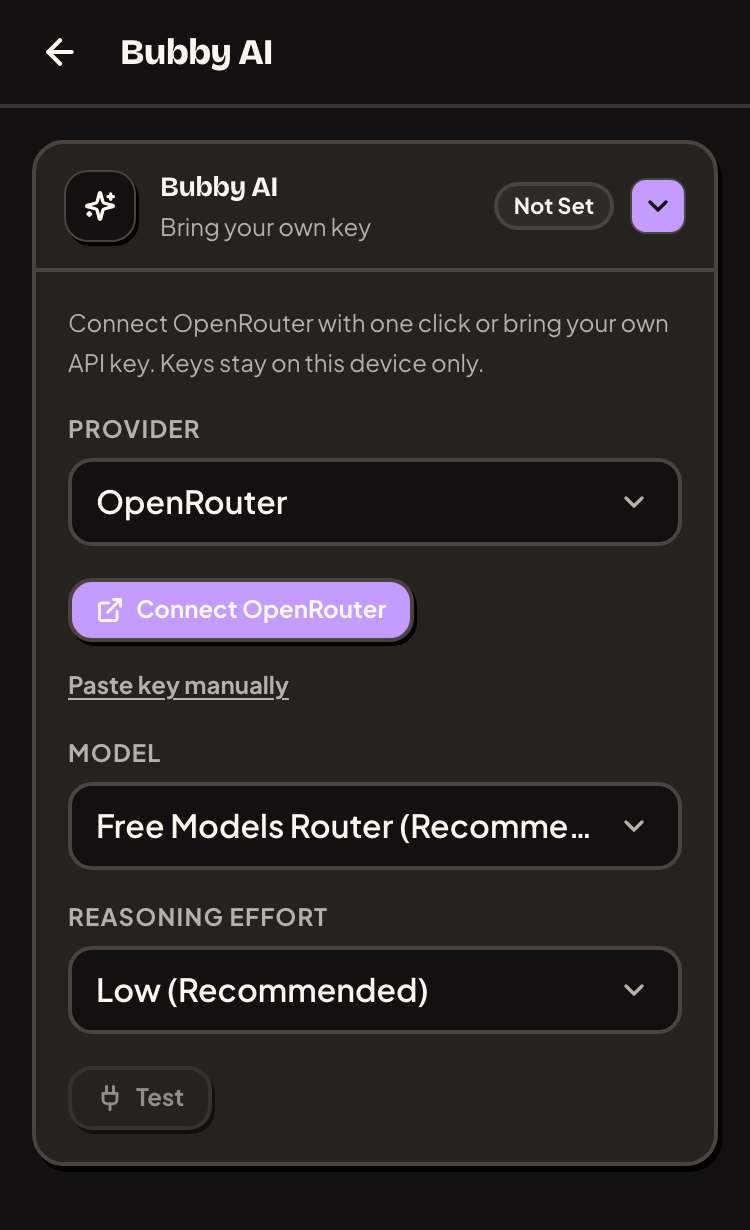 Bubby AI
Bubby AI
Bring your own key
Not Set
Connect OpenRouter with one click or bring your own
API key. Keys stay on this device only.
PROVIDER
OpenRouter
Connect OpenRouter
Paste key manually
MODEL
Free Models Router (Recomme...
REASONING EFFORT
Low (Recommended)
Test